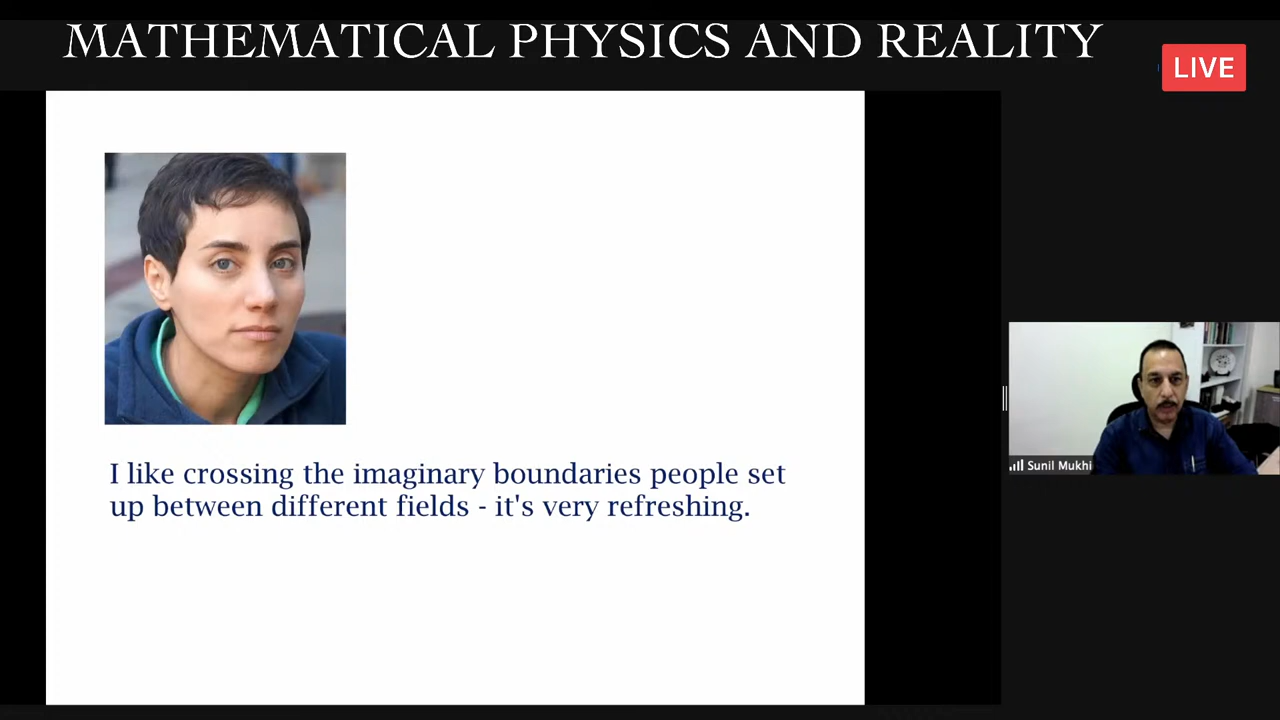 MATHEMATICAL PHYSICS AND REALITY
LIVE
I like crossing the imaginary boundaries people set
up between different fields - it's very refreshing.
Sunil Mukhi